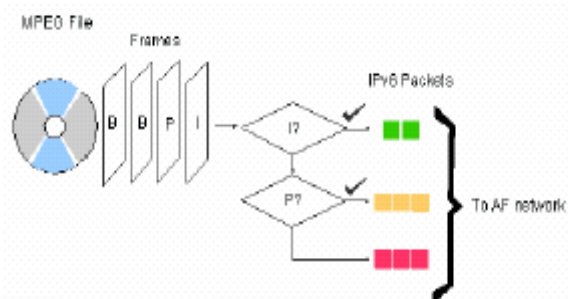 MPEG File
Frames
IPv6 Packets
B B P I
I?
P?
To AF network